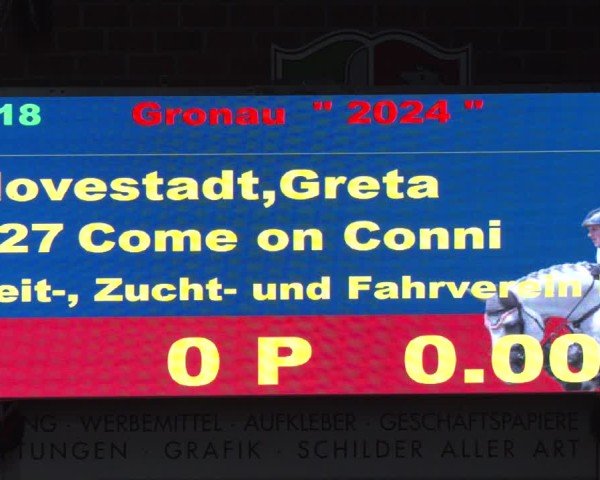 18 Gronau " 2024 "
lovestadt,Greta
27 Come on Conni
eit-, Zucht- und Fahrverein
0 P 0.00
NG · WERBEMITTEL · AUFKLEBER · GESCHÄFTSPAPIERE
TUNGEN · GRAFIK · SCHILDER ALLER ART